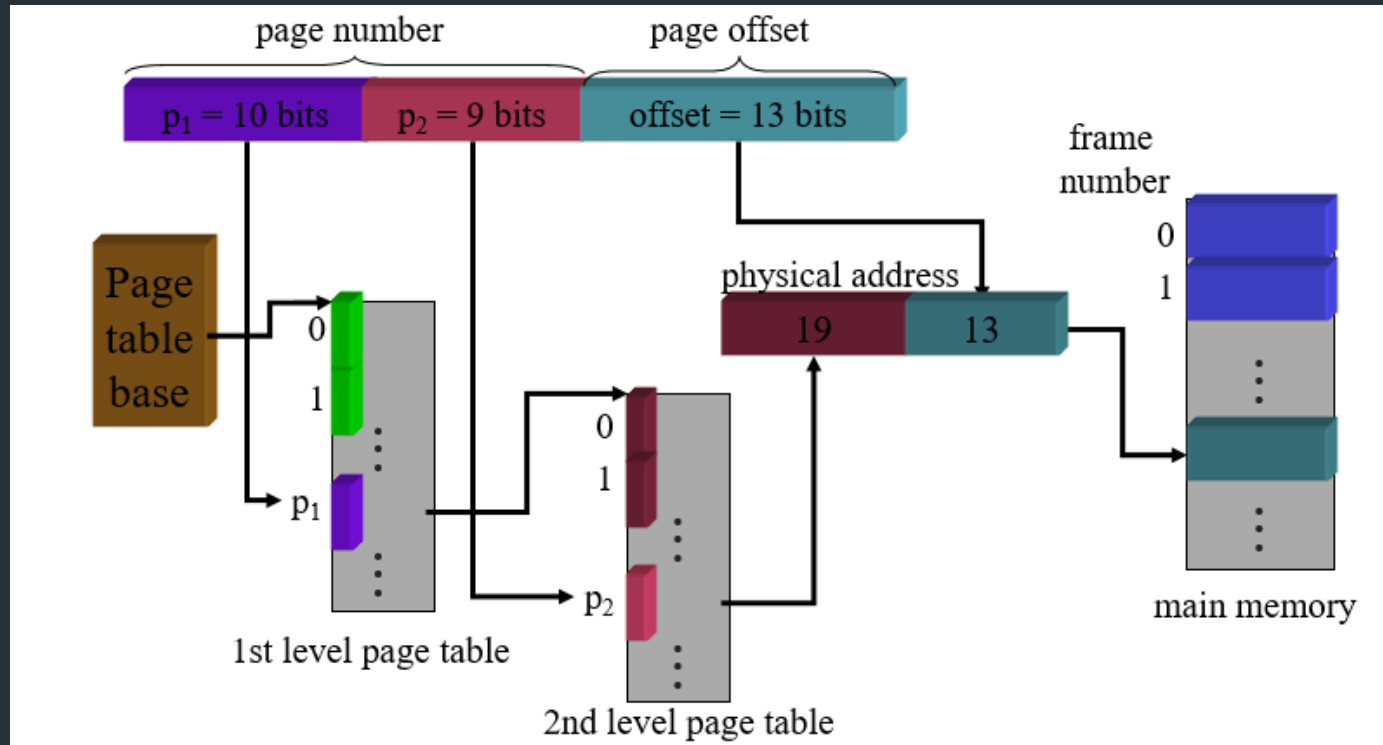 page number
page offset
p₁ = 10 bits
p₂ = 9 bits
offset = 13 bits
frame
number
0
1
Page
table
base
physical address
19
13
0
1
p₁
0
1
p₂
main memory
1st level page table
2nd level page table